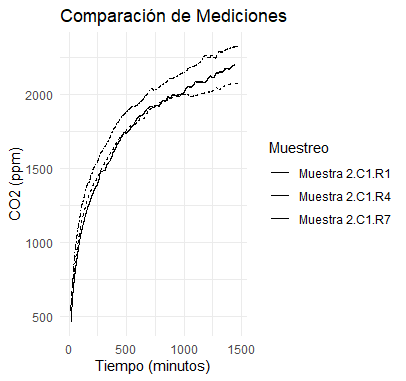 Comparación de Mediciones
CO2 (ppm)
2000
1500
1000
500
0
500
1000
1500
Tiempo (minutos)
Muestreo
Muestra 2.C1.R1
Muestra 2.C1.R4
Muestra 2.C1.R7